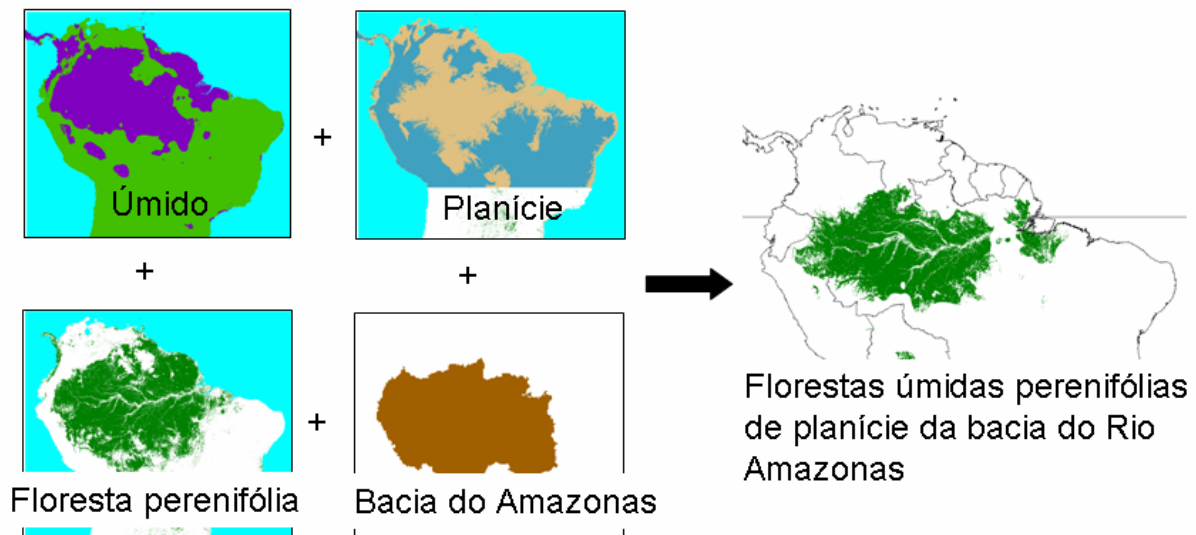 Úmido
+
Planície
+
+
Floresta perenifólia
+
Bacia do Amazonas
Florestas úmidas perenifólias
de planície da bacia do Rio
Amazonas